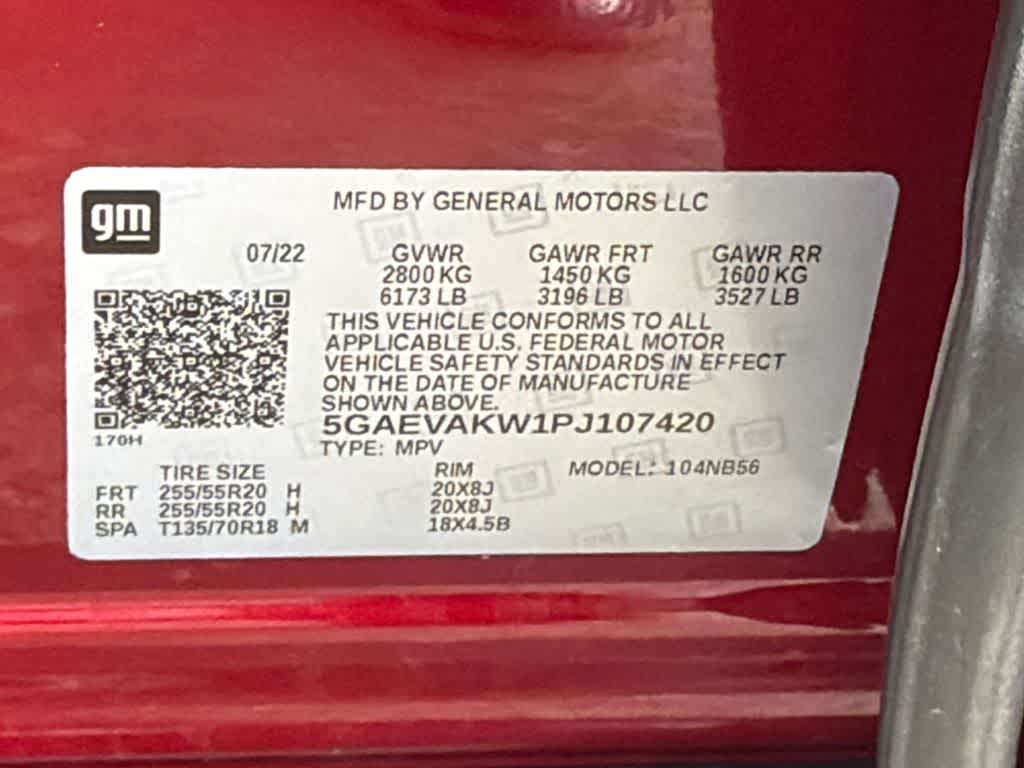 gm
MFD BY GENERAL MOTORS LLC
07/22 GVWR GAWR FRT GAWR RR
2800 KG 1450 KG 1600 KG
6173 LB 3196 LB 3527 LB
THIS VEHICLE CONFORMS TO ALL
APPLICABLE U.S. FEDERAL MOTOR
VEHICLE SAFETY STANDARDS IN EFFECT
ON THE DATE OF MANUFACTURE
SHOWN ABOVE.
5GAEVAKW1PJ107420
170H
TYPE: MPV
TIRE SIZE RIM MODEL: 104NB56
FRT 255/55R20 H 20X8J
RR 255/55R20 H 20X8J
SPA T135/70R18 M 18X4.5B